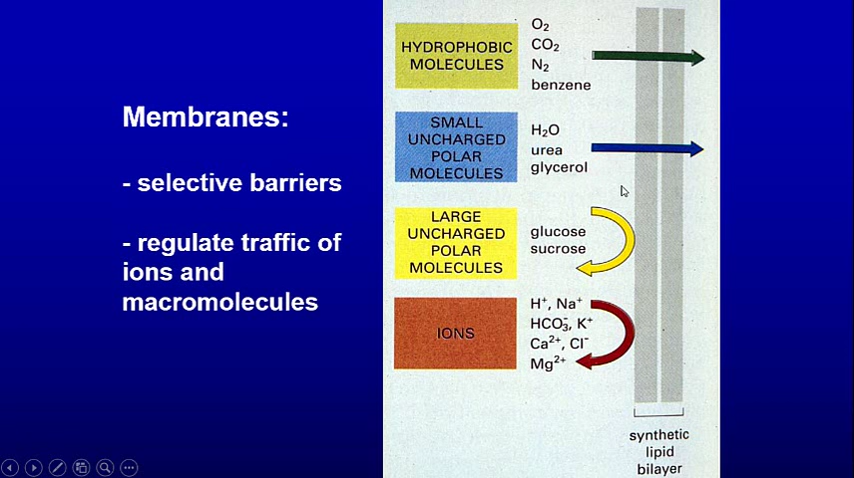 Membranes:
- selective barriers
- regulate traffic of
ions and
macromolecules
HYDROPHOBIC
MOLECULES
O₂
CO₂
N₂
benzene
SMALL
UNCHARGED
POLAR
MOLECULES
H₂O
urea
glycerol
LARGE
UNCHARGED
POLAR
MOLECULES
glucose
sucrose
IONS
H⁺, Na⁺
HCO₃⁻, K⁺
Ca²⁺, Cl⁻
Mg²⁺
synthetic
lipid
bilayer